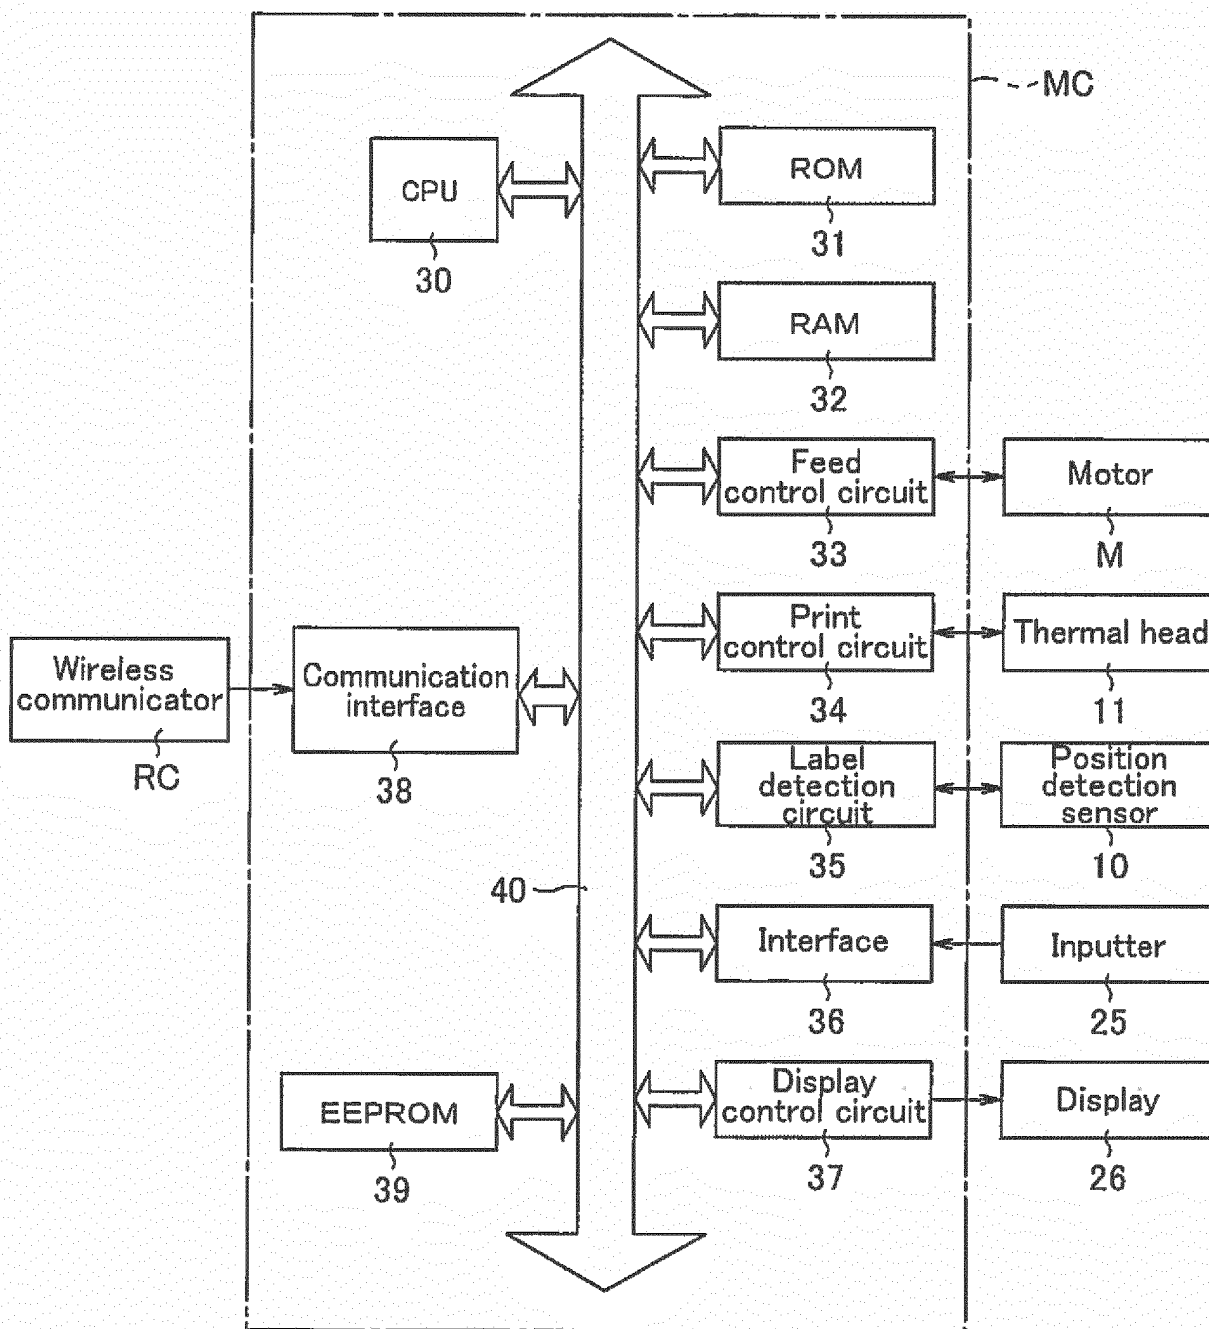 MC
CPU
30
ROM
31
RAM
32
Feed
control circuit
33
Motor
M
Print
control circuit
34
Thermal head
11
Wireless
communicator
RC
Communication
interface
38
Label
detection
circuit
35
Position
detection
sensor
10
40
Interface
36
Inputter
25
EEPROM
39
Display
control circuit
37
Display
26